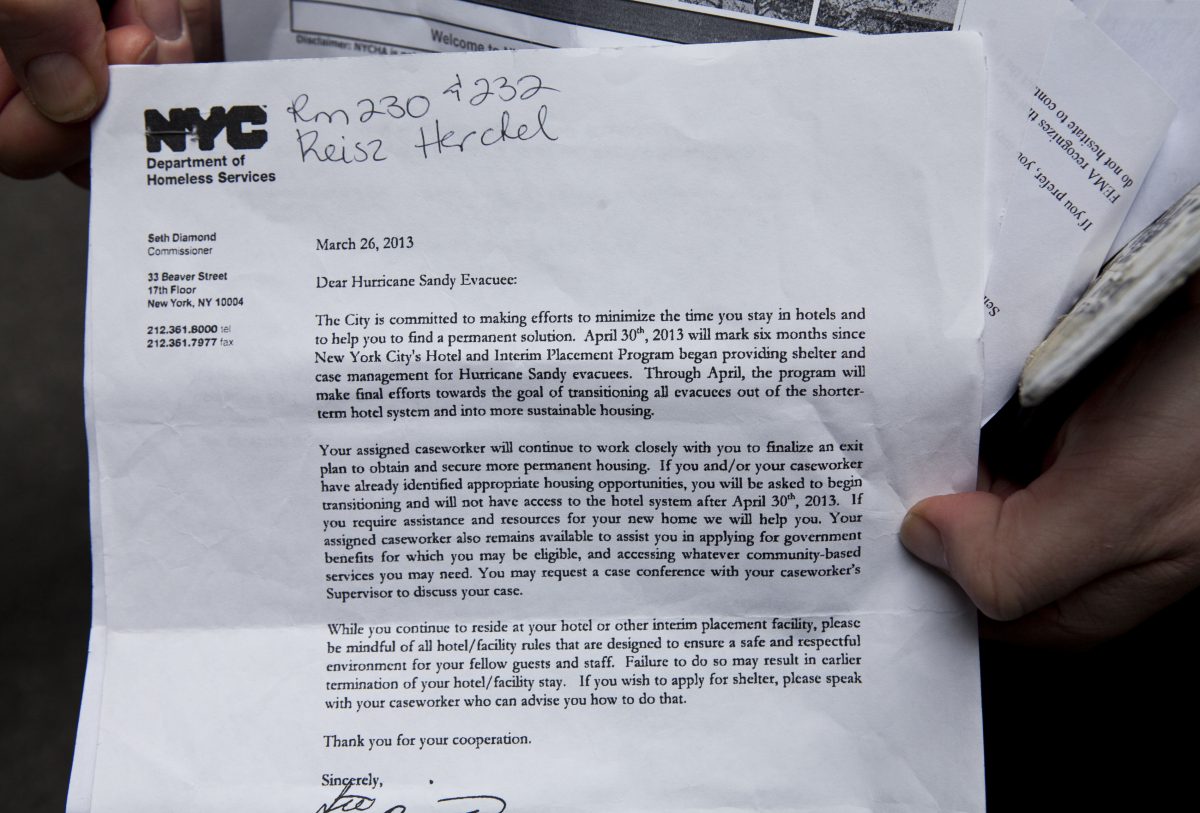 Welcome to
Disclaimer: NYCHA is
Rm 230 & 232
Reisz Herckel
NYC
Department of
Homeless Services
Seth Diamond
Commissioner
33 Beaver Street
17th Floor
New York, NY 10004
212.361.8000 tel
212.361.7977 fax
March 26, 2013
Dear Hurricane Sandy Evacuee:
The City is committed to making efforts to minimize the time you stay in hotels and
to help you to find a permanent solution. April 30th, 2013 will mark six months since
New York City's Hotel and Interim Placement Program began providing shelter and
case management for Hurricane Sandy evacuees. Through April, the program will
make final efforts towards the goal of transitioning all evacuees out of the shorter-
term hotel system and into more sustainable housing.
Your assigned caseworker will continue to work closely with you to finalize an exit
plan to obtain and secure more permanent housing. If you and/or your caseworker
have already identified appropriate housing opportunities, you will be asked to begin
transitioning and will not have access to the hotel system after April 30th, 2013. If
you require assistance and resources for your new home we will help you. Your
assigned caseworker also remains available to assist you in applying for government
benefits for which you may be eligible, and accessing whatever community-based
services you may need. You may request a case conference with your caseworker's
Supervisor to discuss your case.
While you continue to reside at your hotel or other interim placement facility, please
be mindful of all hotel/facility rules that are designed to ensure a safe and respectful
environment for your fellow guests and staff. Failure to do so may result in earlier
termination of your hotel/facility stay. If you wish to apply for shelter, please speak
with your caseworker who can advise you how to do that.
Thank you for your cooperation.
Sincerely,
FEMA recognizes
do not hesitate to
If you prefer,